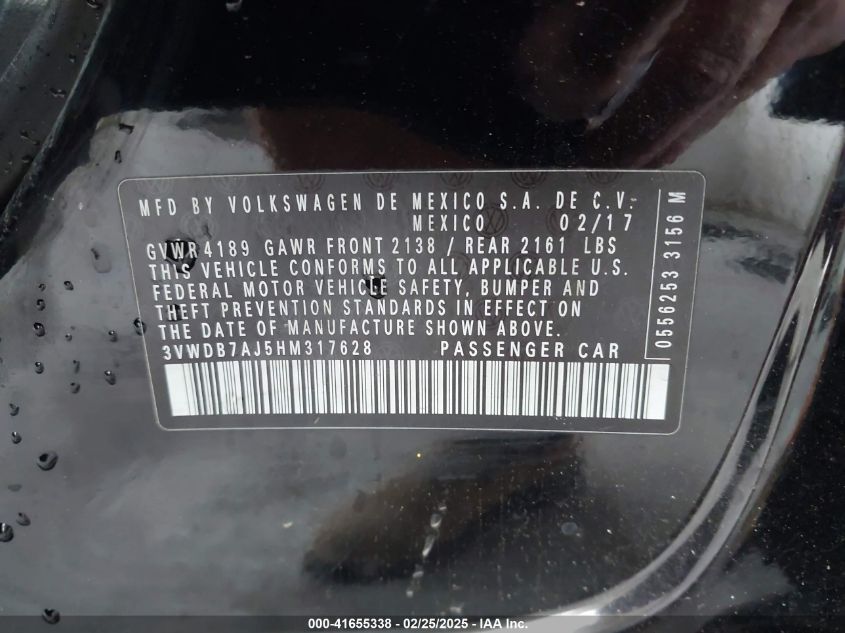 MFD BY VOLKSWAGEN DE MEXICO S.A. DE C.V.
MEXICO 02/17
GVWR 4189 GAWR FRONT 2138 / REAR 2161 LBS
THIS VEHICLE CONFORMS TO ALL APPLICABLE U.S.
FEDERAL MOTOR VEHICLE SAFETY, BUMPER AND
THEFT PREVENTION STANDARDS IN EFFECT ON
THE DATE OF MANUFACTURE SHOWN ABOVE.
3VWDB7AJ5HM317628 PASSENGER CAR
0556253 3156 M
000-41655338 - 02/25/2025 - IAA Inc.